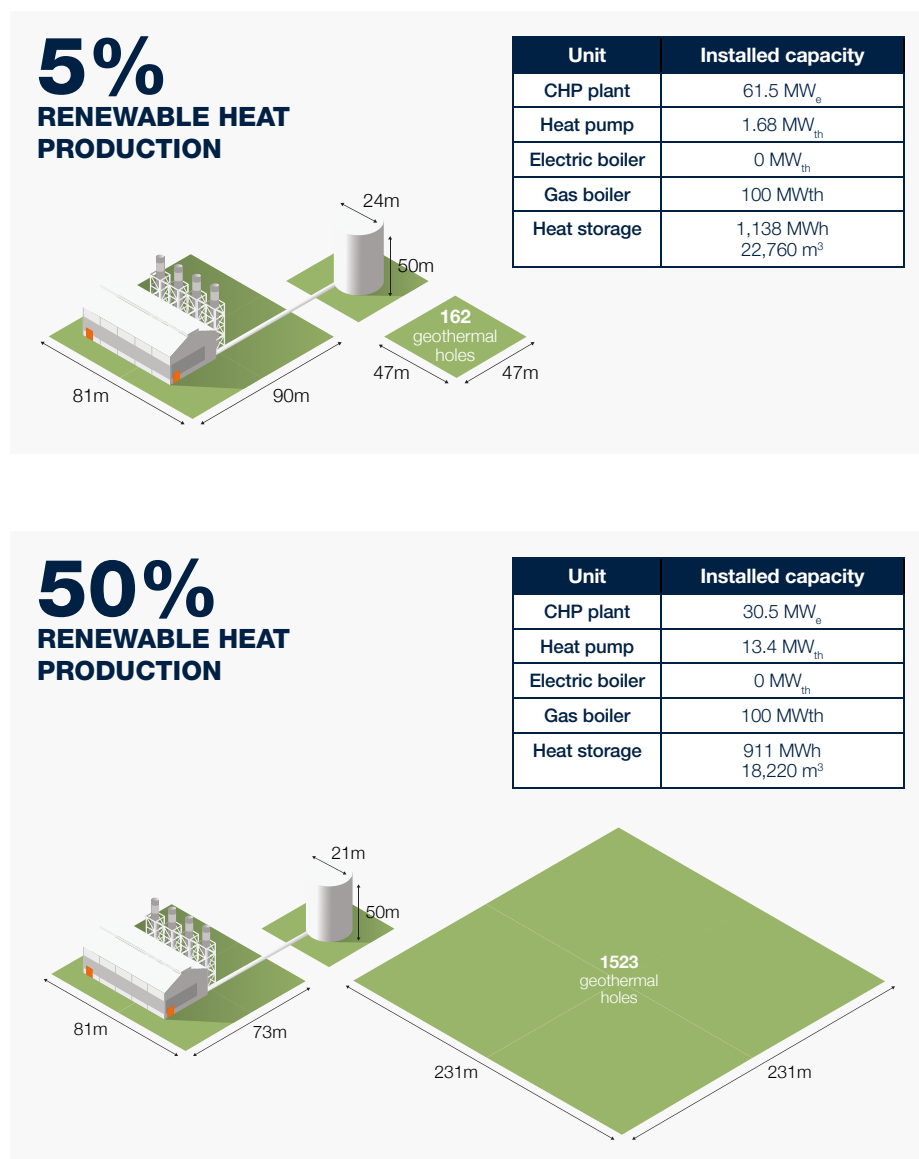 5%
RENEWABLE HEAT
PRODUCTION
Unit Installed capacity
CHP plant 61.5 MWe
Heat pump 1.68 MWth
Electric boiler 0 MWth
Gas boiler 100 MWth
Heat storage 1,138 MWh
22,760 m³
24m
50m
162
geothermal
holes
81m
90m
47m
47m
50%
RENEWABLE HEAT
PRODUCTION
Unit Installed capacity
CHP plant 30.5 MWe
Heat pump 13.4 MWth
Electric boiler 0 MWth
Gas boiler 100 MWth
Heat storage 911 MWh
18,220 m³
21m
50m
1523
geothermal
holes
81m
73m
231m
231m